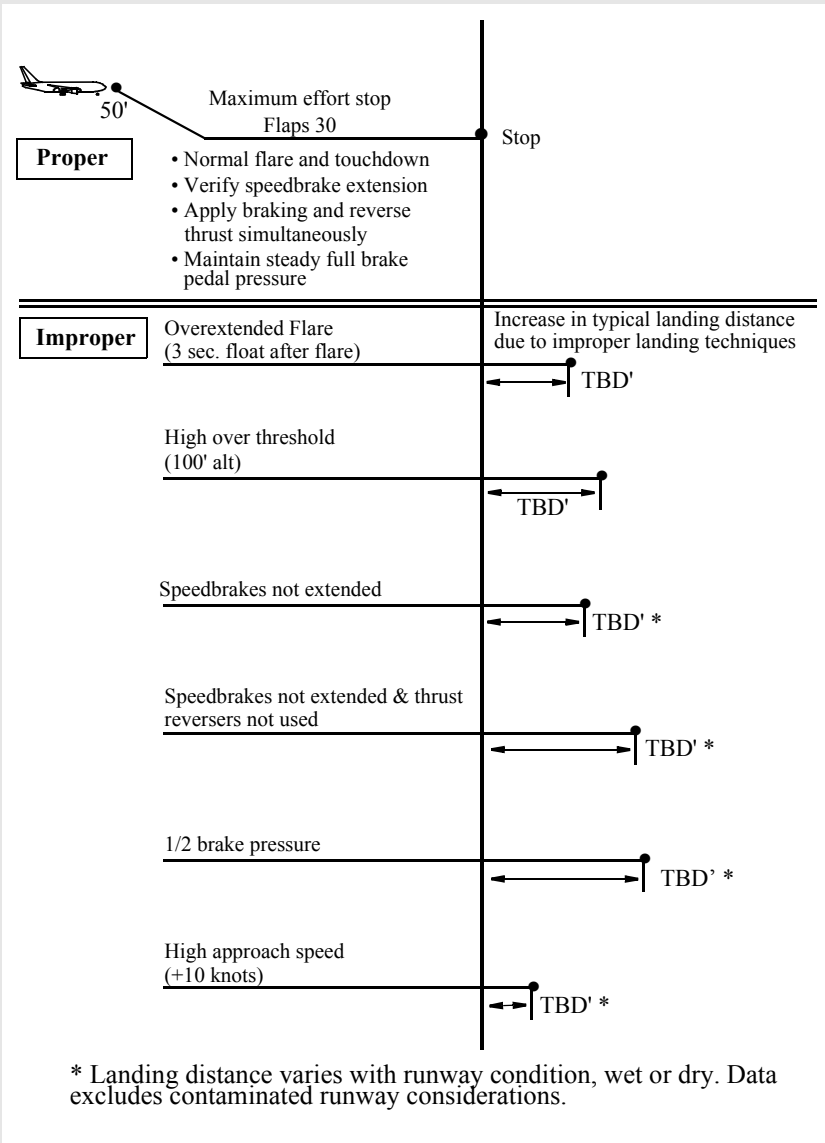 50'
Maximum effort stop
Flaps 30
Stop
Proper
• Normal flare and touchdown
• Verify speedbrake extension
• Apply braking and reverse
thrust simultaneously
• Maintain steady full brake
pedal pressure
Improper
Overextended Flare
(3 sec. float after flare)
Increase in typical landing distance
due to improper landing techniques
TBD'
High over threshold
(100' alt)
TBD'
Speedbrakes not extended
TBD' *
Speedbrakes not extended & thrust
reversers not used
TBD' *
1/2 brake pressure
TBD’ *
High approach speed
(+10 knots)
TBD' *
* Landing distance varies with runway condition, wet or dry. Data
excludes contaminated runway considerations.